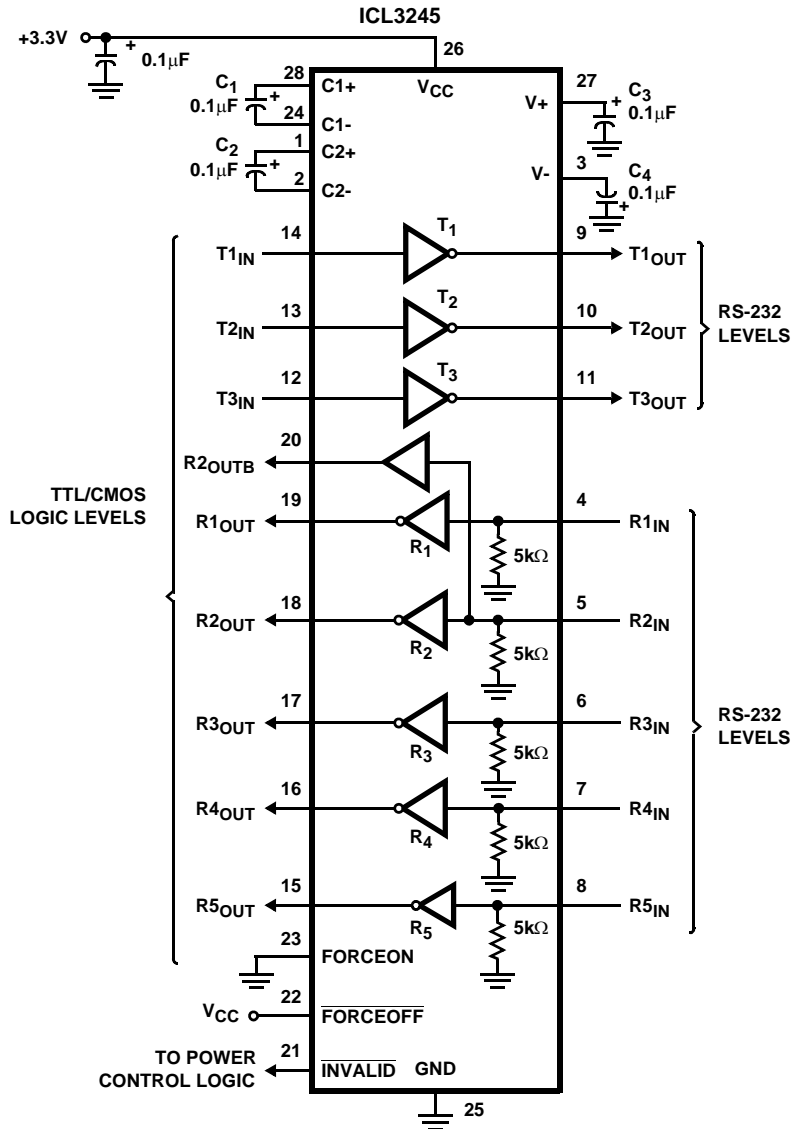 ICL3245
+3.3V
+
0.1μF
26
VCC
C1
0.1μF
+
28
C1+
24
C1-
C2
0.1μF
+
1
C2+
2
C2-
27
V+
+
C3
0.1μF
3
V-
C4
0.1μF
+
T1IN
14
T1
9
T1OUT
T2IN
13
T2
10
T2OUT
T3IN
12
T3
11
T3OUT
RS-232
LEVELS
R2OUTB
20
TTL/CMOS
LOGIC LEVELS
R1OUT
19
R1
5kΩ
4
R1IN
R2OUT
18
R2
5kΩ
5
R2IN
R3OUT
17
R3
5kΩ
6
R3IN
RS-232
LEVELS
R4OUT
16
R4
5kΩ
7
R4IN
R5OUT
15
R5
5kΩ
8
R5IN
23
FORCEON
VCC
22
FORCEOFF
TO POWER
CONTROL LOGIC
21
INVALID
GND
25